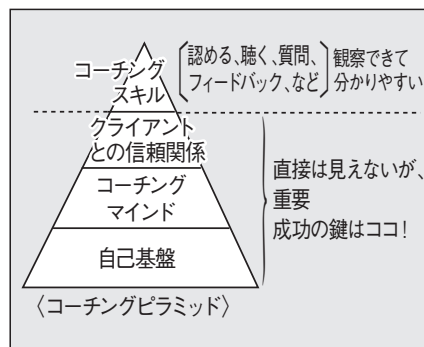 コーチング
スキル
認める、聴く、質問、
フィードバック、など
観察できて
分かりやすい
クライアント
との信頼関係
コーチング
マインド
自己基盤
直接は見えないが、
重要
成功の鍵はココ！
〈コーチングピラミッド〉